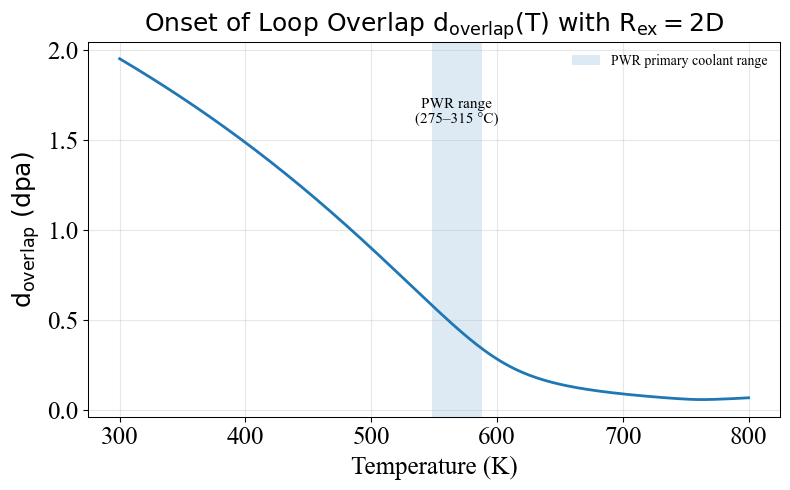 Onset of Loop Overlap d_overlap(T) with R_ex = 2D
PWR primary coolant range
PWR range
(275–315 °C)
2.0
1.5
1.0
0.5
0.0
d_overlap (dpa)
300 400 500 600 700 800
Temperature (K)